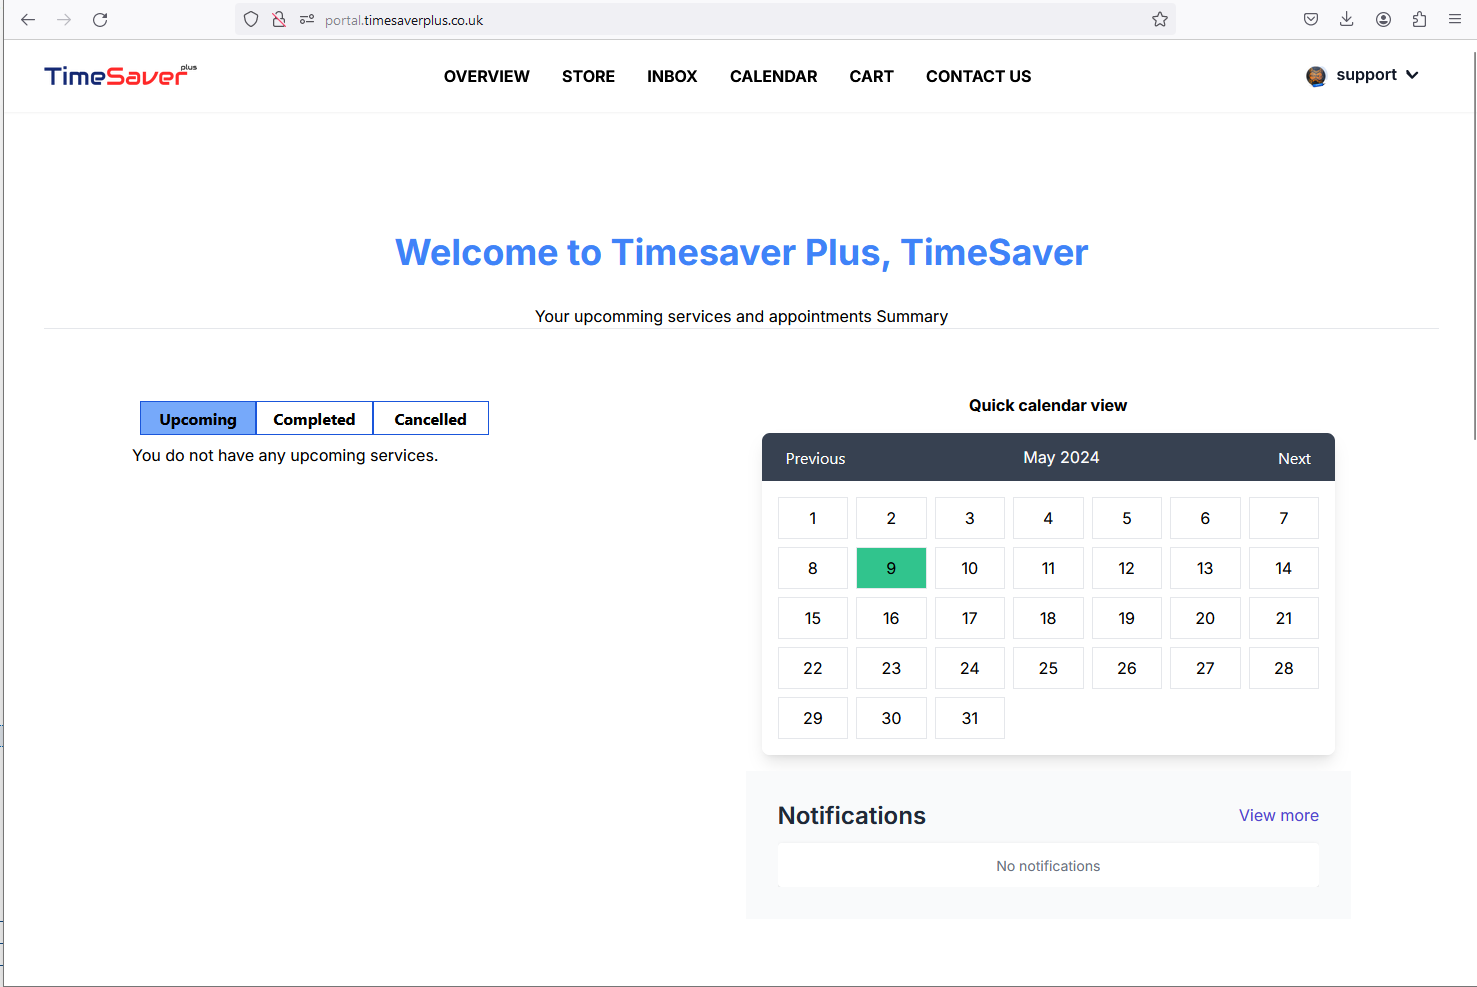 portal.timesaverplus.co.uk
TimeSaver plus
OVERVIEW STORE INBOX CALENDAR CART CONTACT US
support
Welcome to Timesaver Plus, TimeSaver
Your upcomming services and appointments Summary
Upcoming Completed Cancelled
You do not have any upcoming services.
Quick calendar view
Previous May 2024 Next
1 2 3 4 5 6 7
8 9 10 11 12 13 14
15 16 17 18 19 20 21
22 23 24 25 26 27 28
29 30 31
Notifications View more
No notifications